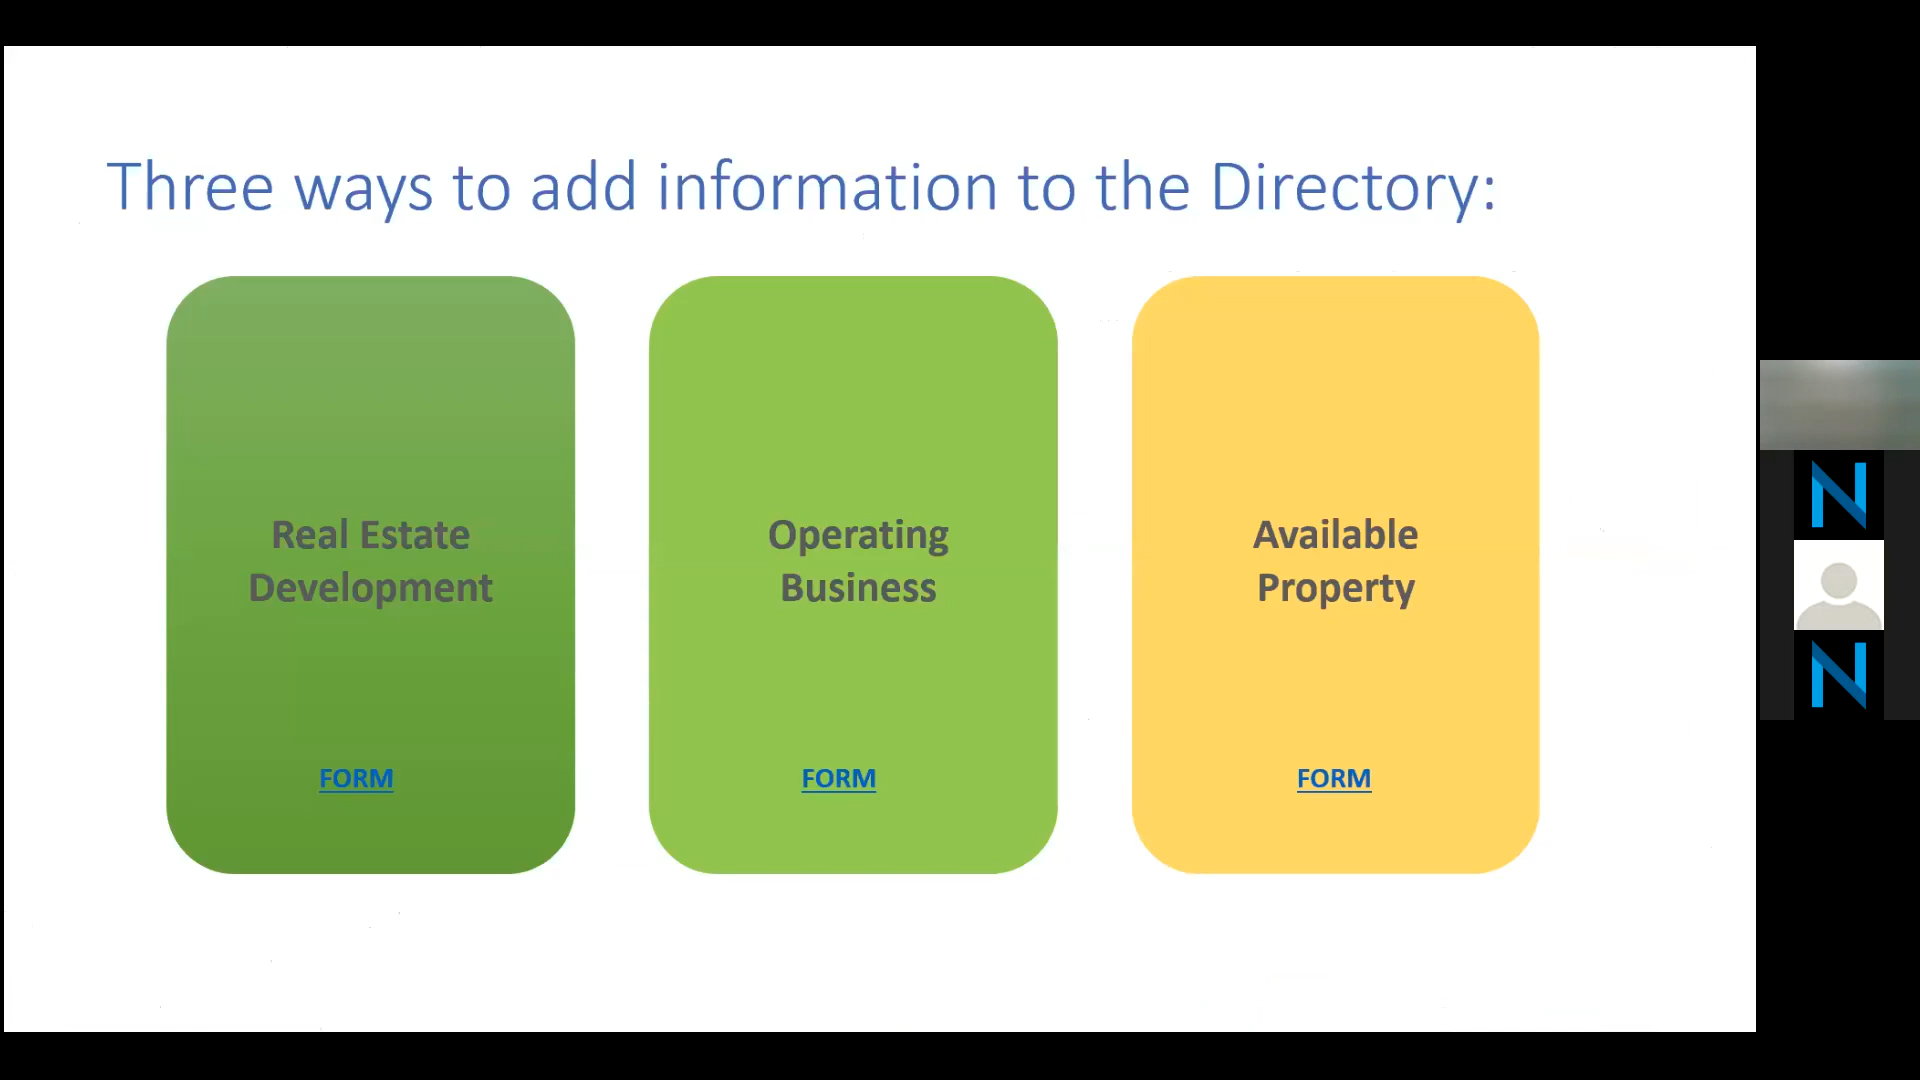 Three ways to add information to the Directory:
Real Estate
Development
FORM
Operating
Business
FORM
Available
Property
FORM